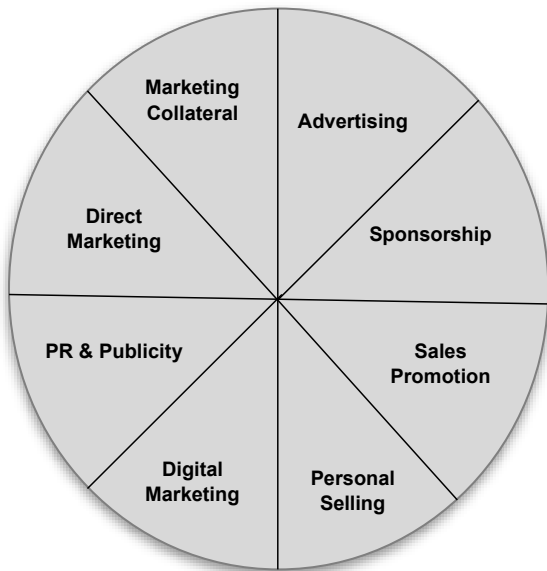 Marketing
Collateral
Advertising
Direct
Marketing
Sponsorship
PR & Publicity
Sales
Promotion
Digital
Marketing
Personal
Selling